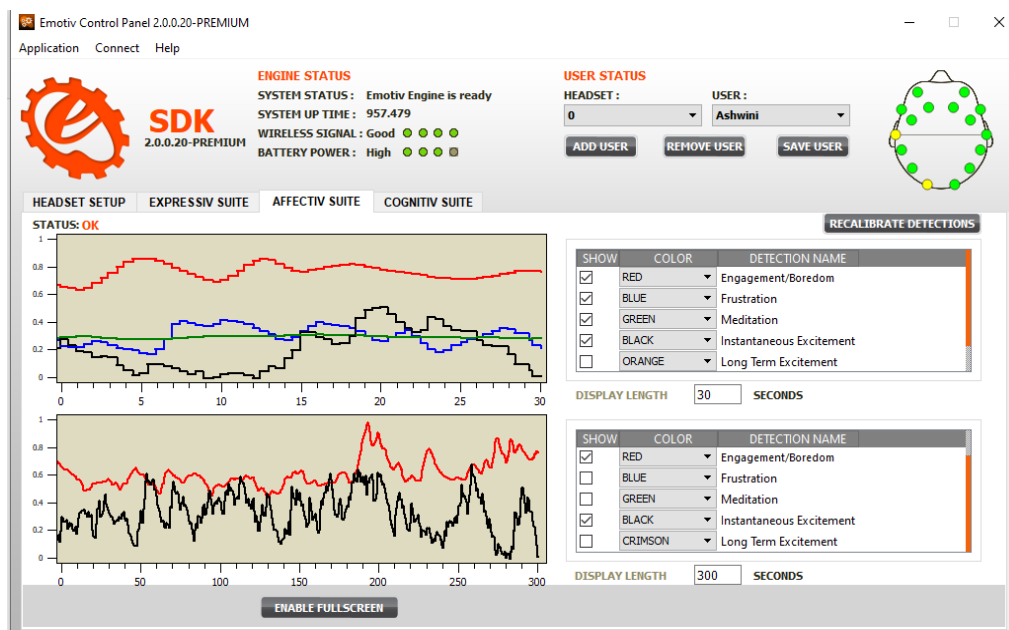 Emotiv Control Panel 2.0.0.20-PREMIUM
Application Connect Help
ENGINE STATUS
SYSTEM STATUS : Emotiv Engine is ready
SYSTEM UP TIME : 957.479
WIRELESS SIGNAL : Good
BATTERY POWER : High
SDK
2.0.0.20-PREMIUM
USER STATUS
HEADSET : USER :
0 Ashwini
ADD USER REMOVE USER SAVE USER
HEADSET SETUP EXPRESSIV SUITE AFFECTIV SUITE COGNITIV SUITE
STATUS: OK
RECALIBRATE DETECTIONS
1
0.8
0.6
0.4
0.2
0
0 5 10 15 20 25 30
SHOW COLOR DETECTION NAME
RED Engagement/Boredom
BLUE Frustration
GREEN Meditation
BLACK Instantaneous Excitement
ORANGE Long Term Excitement
DISPLAY LENGTH 30 SECONDS
1
0.8
0.6
0.4
0.2
0
0 50 100 150 200 250 300
SHOW COLOR DETECTION NAME
RED Engagement/Boredom
BLUE Frustration
GREEN Meditation
BLACK Instantaneous Excitement
CRIMSON Long Term Excitement
DISPLAY LENGTH 300 SECONDS
ENABLE FULLSCREEN